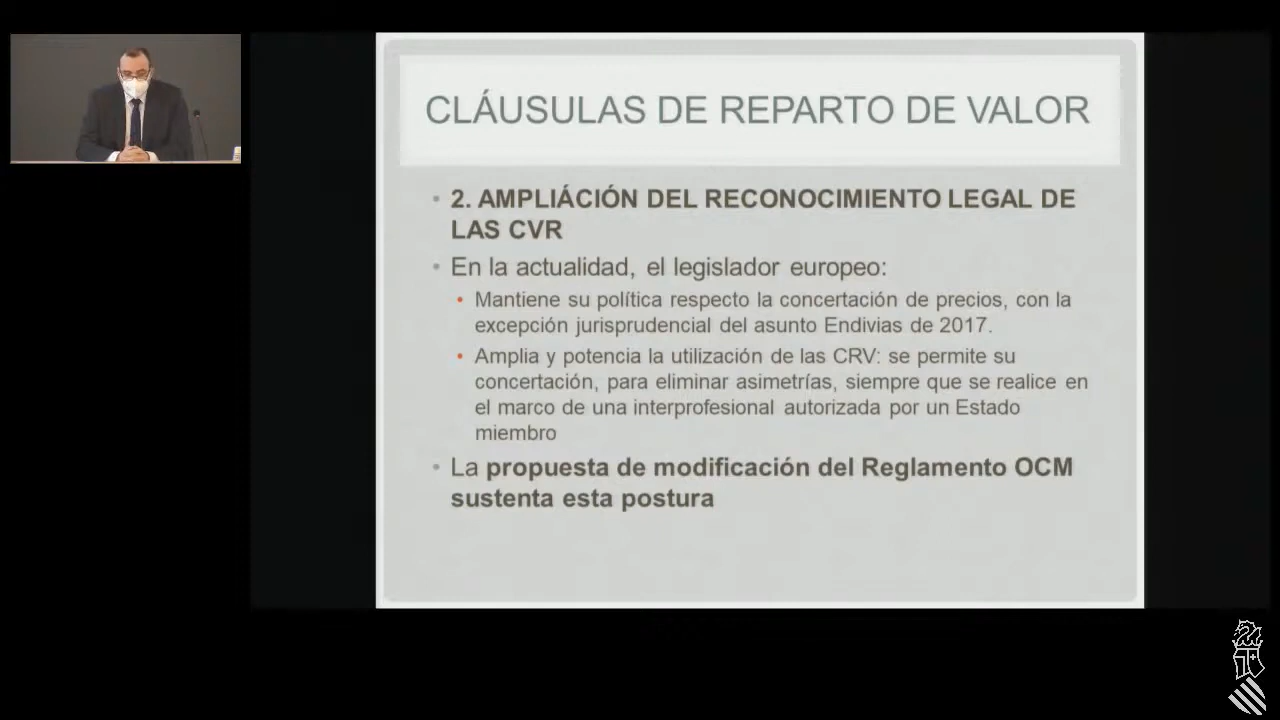 CLÁUSULAS DE REPARTO DE VALOR
2. AMPLIÁCIÓN DEL RECONOCIMIENTO LEGAL DE
LAS CVR
En la actualidad, el legislador europeo:
Mantiene su política respecto la concertación de precios, con la
excepción jurisprudencial del asunto Endivias de 2017.
Amplia y potencia la utilización de las CRV: se permite su
concertación, para eliminar asimetrías, siempre que se realice en
el marco de una interprofesional autorizada por un Estado
miembro
La propuesta de modificación del Reglamento OCM
sustenta esta postura